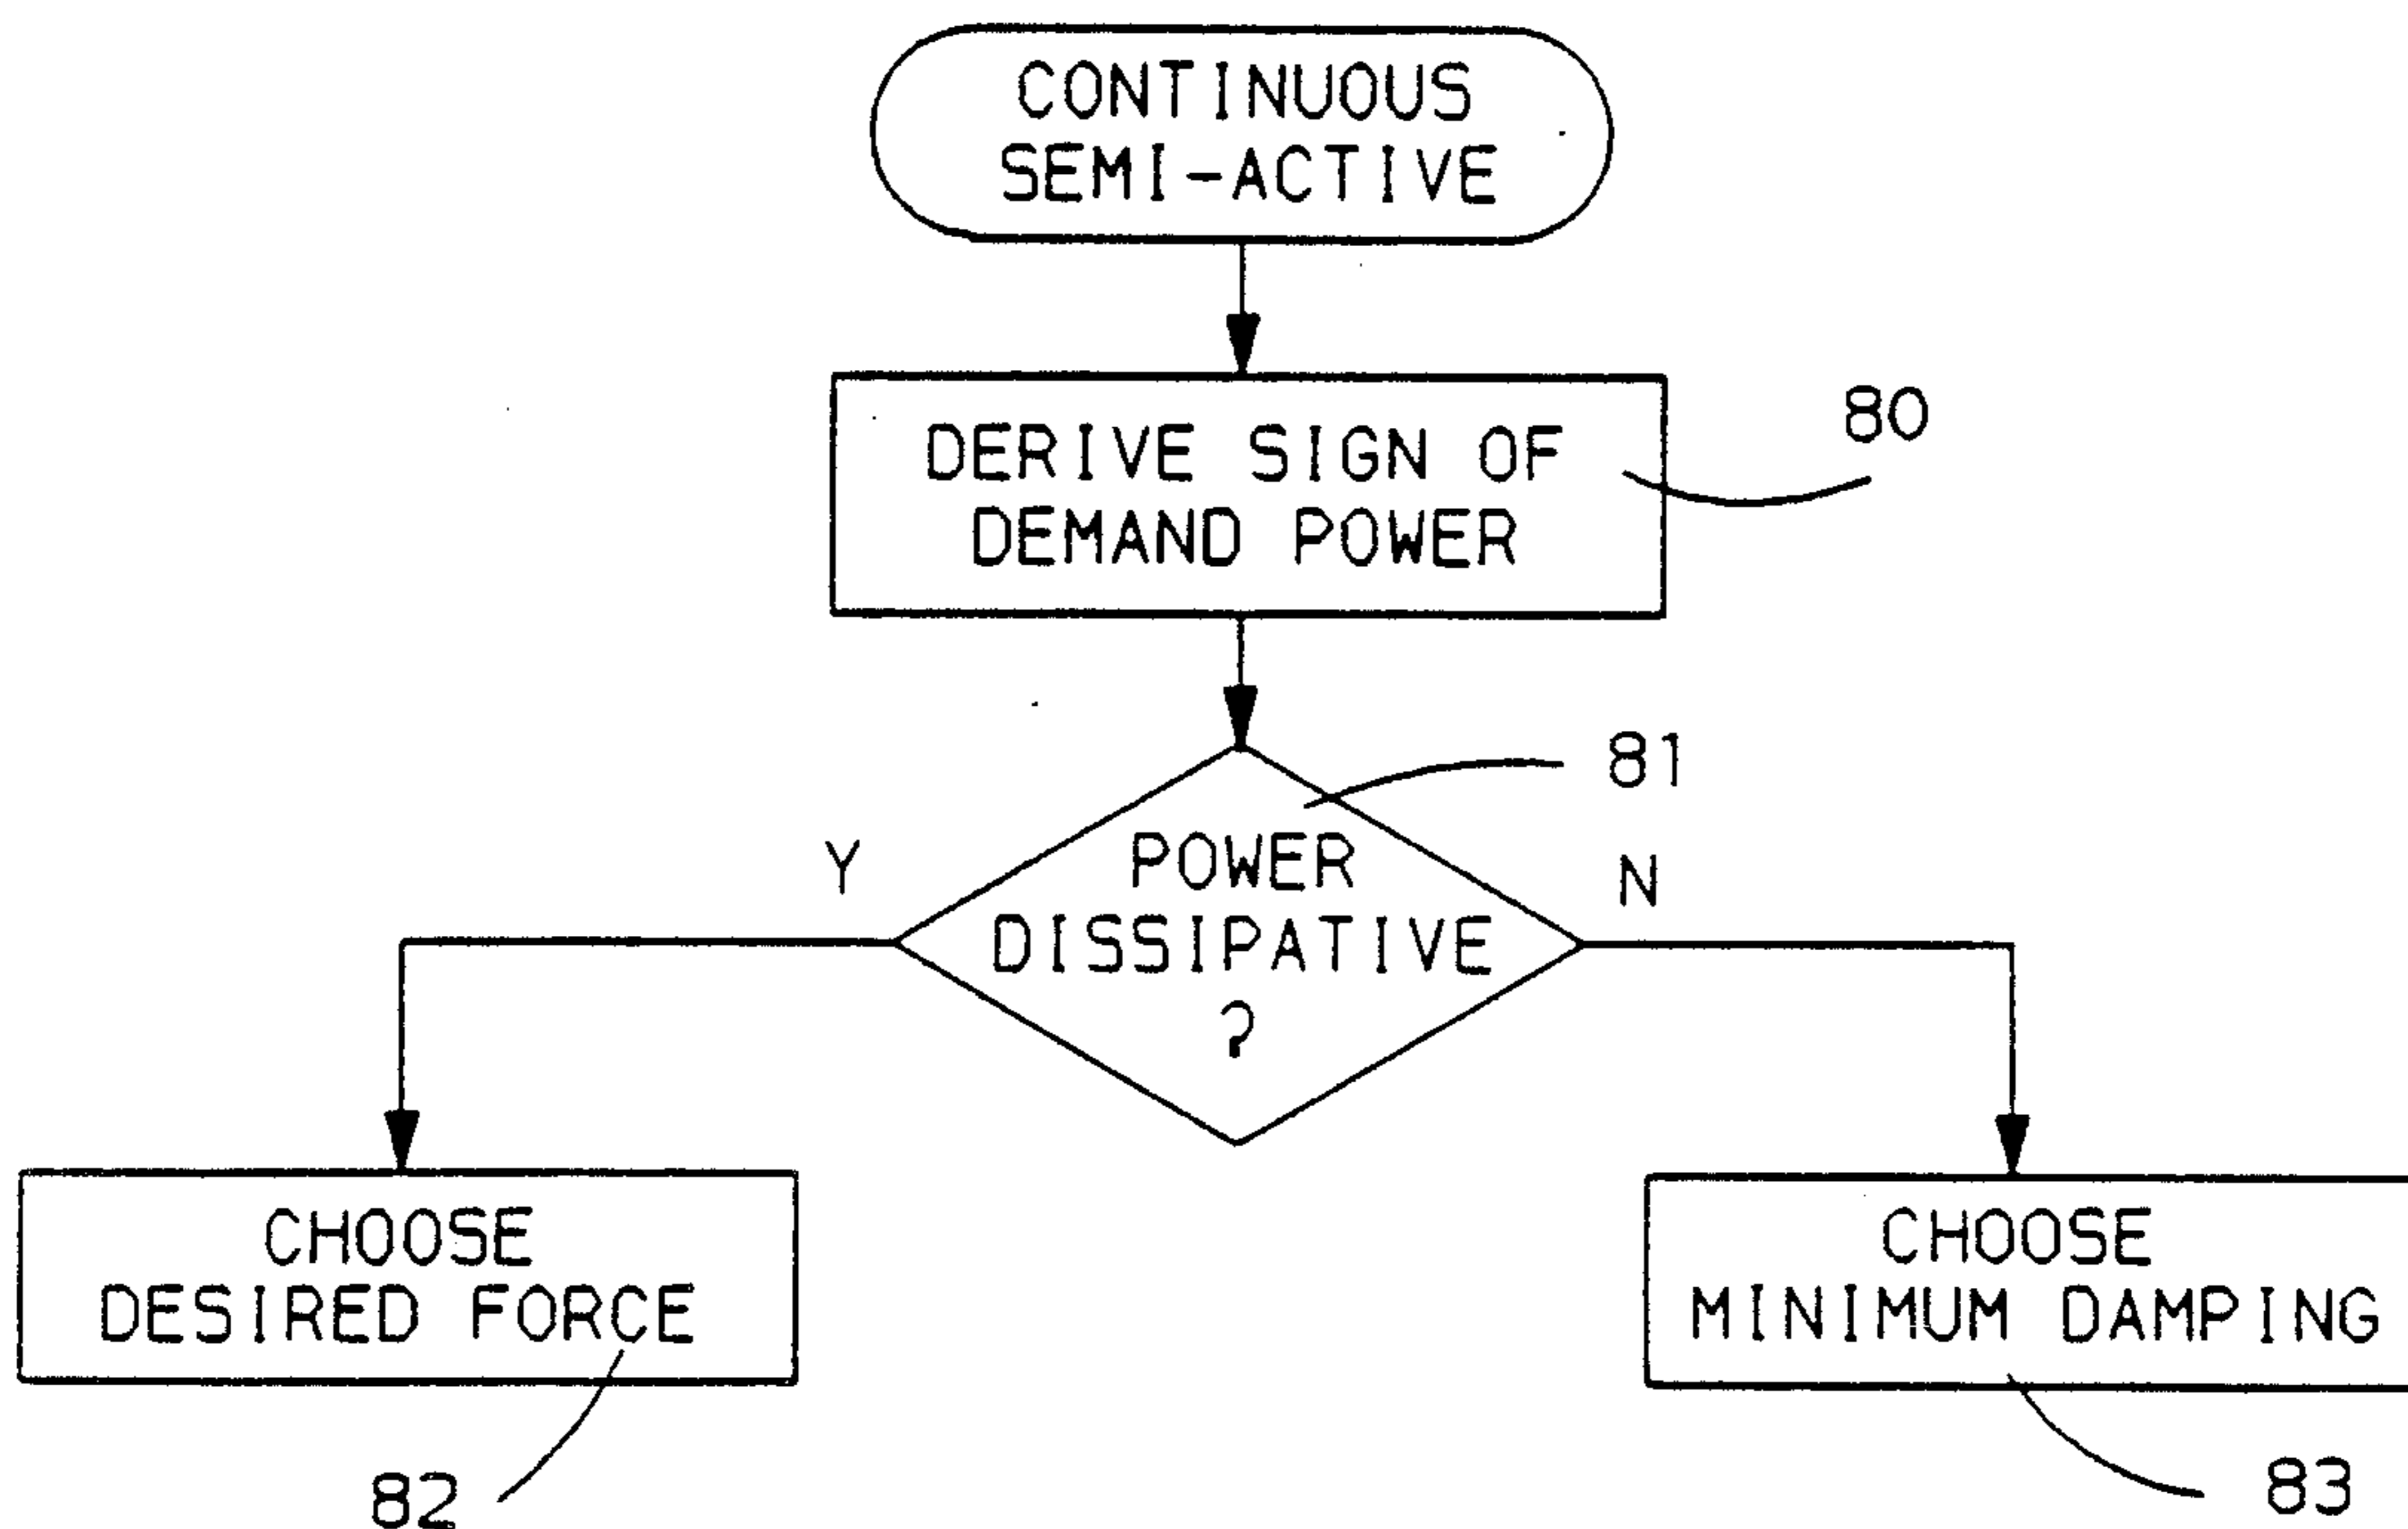 CONTINUOUS
SEMI-ACTIVE
DERIVE SIGN OF
DEMAND POWER
80
81
POWER
DISSIPATIVE
?
Y
N
CHOOSE
DESIRED FORCE
82
CHOOSE
MINIMUM DAMPING
83